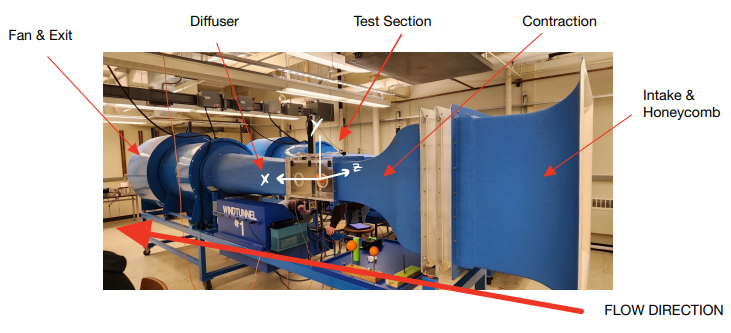 Diffuser
Test Section
Contraction
Fan & Exit
Intake &
Honeycomb
Y
X
Z
WINDTUNNEL
#1
FLOW DIRECTION